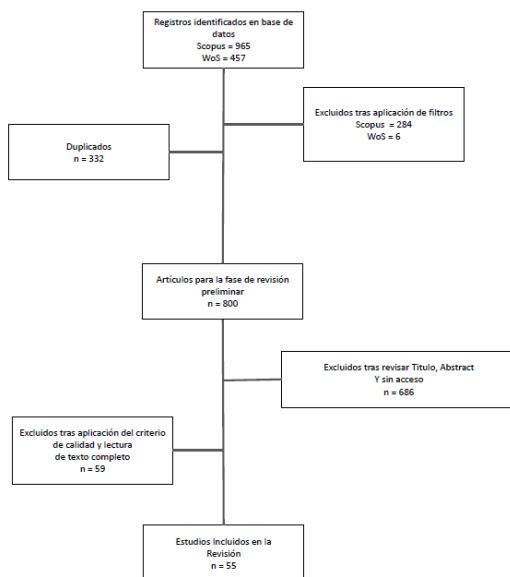 Registros identificados en base de
datos
Scopus = 965
WoS = 457
Excluidos tras aplicación de filtros
Scopus = 284
WoS = 6
Duplicados
n = 332
Artículos para la fase de revisión
preliminar
n = 800
Excluidos tras revisar Titulo, Abstract
Y sin acceso
n = 686
Excluidos tras aplicación del criterio
de calidad y lectura
de texto completo
n = 59
Estudios Incluidos en la
Revisión
n = 55